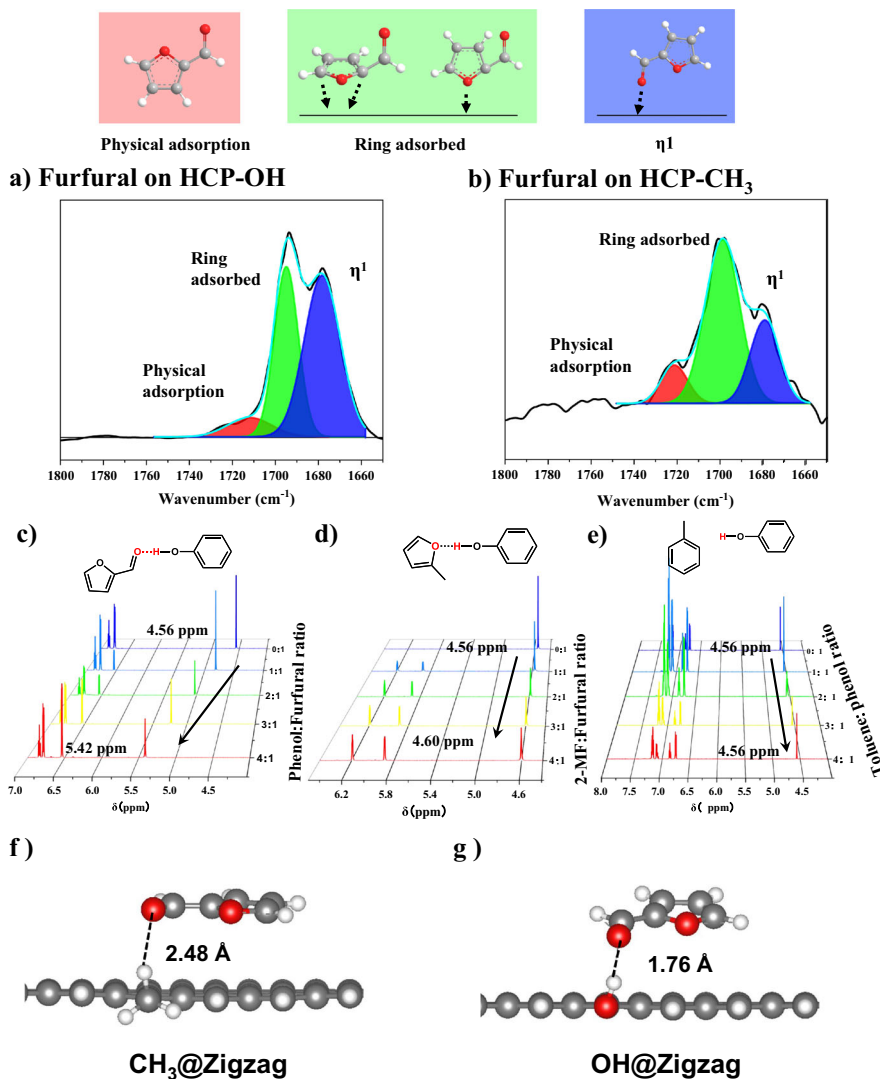 Physical adsorption
Ring adsorbed
η1
a) Furfural on HCP-OH
b) Furfural on HCP-CH3
Ring
adsorbed
η1
Physical
adsorption
1800 1780 1760 1740 1720 1700 1680 1660
Wavenumber (cm-1)
Ring adsorbed
η1
Physical
adsorption
1800 1780 1760 1740 1720 1700 1680 1660
Wavenumber (cm-1)
c)
O
O
H
O
4.56 ppm
5.42 ppm
0:1
1:1
2:1
3:1
4:1
7.0 6.5 6.0 5.5 5.0 4.5
δ(ppm)
Phenol:Furfural ratio
d)
O
H
O
4.56 ppm
4.60 ppm
0:1
1:1
2:1
3:1
4:1
6.2 5.8 5.4 5.0 4.6
δ(ppm)
2-MF:Furfural ratio
e)
H
O
4.56 ppm
4.56 ppm
0:1
1:1
2:1
3: 1
4: 1
8.0 7.5 7.0 6.5 6.0 5.5 5.0 4.5
δ( ppm)
Toluene: phenol ratio
f )
2.48 Å
CH3@Zigzag
g )
1.76 Å
OH@Zigzag